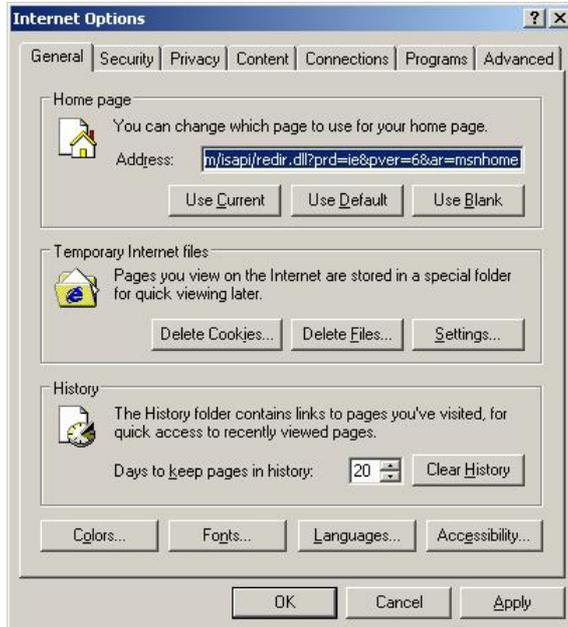 Internet Options
General Security Privacy Content Connections Programs Advanced
Home page
You can change which page to use for your home page.
Address: m/isapi/redir.dll?prd=ie&pver=6&ar=msnhome
Use Current Use Default Use Blank
Temporary Internet files
Pages you view on the Internet are stored in a special folder
for quick viewing later.
Delete Cookies... Delete Files... Settings...
History
The History folder contains links to pages you've visited, for
quick access to recently viewed pages.
Days to keep pages in history: 20 Clear History
Colors... Fonts... Languages... Accessibility...
OK Cancel Apply